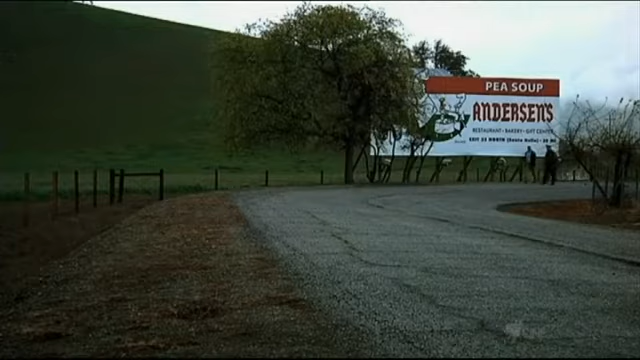 PEA SOUP
ANDERSEN'S
RESTAURANT • BAKERY • GIFT CENTER